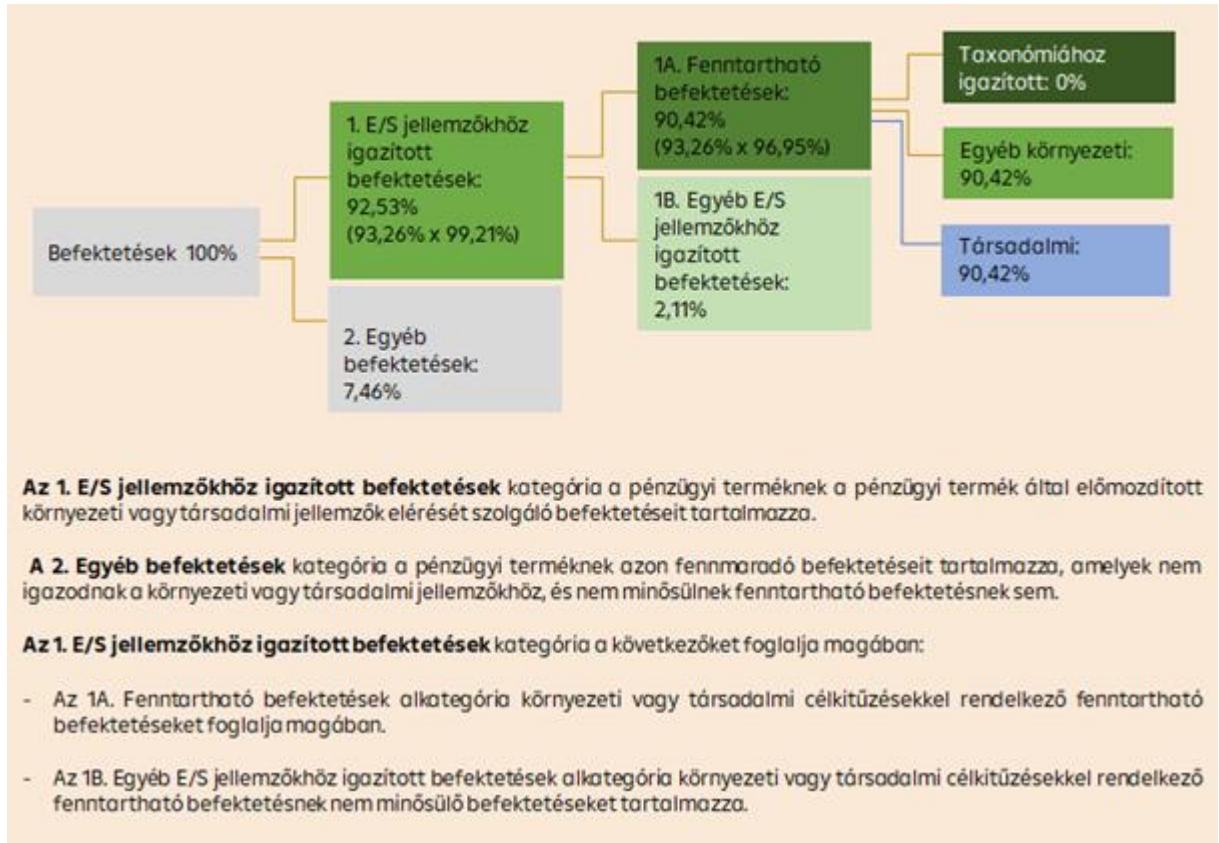 Befektetések 100%
1. E/S jellemzőkhöz
igazított
befektetések:
92,53%
(93,26% x 99,21%)
2. Egyéb
befektetések:
7,46%
1A. Fenntartható
befektetések:
90,42%
(93,26% x 96,95%)
1B. Egyéb E/S
jellemzőkhöz
igazított
befektetések:
2,11%
Taxonómiához
igazított: 0%
Egyéb környezeti:
90,42%
Társadalmi:
90,42%
Az 1. E/S jellemzőkhöz igazított befektetések kategória a pénzügyi terméknek a pénzügyi termék által előmozdított
környezeti vagy társadalmi jellemzők elérését szolgáló befektetéseit tartalmazza.
A 2. Egyéb befektetések kategória a pénzügyi terméknek azon fennmaradó befektetéseit tartalmazza, amelyek nem
igazodnak a környezeti vagy társadalmi jellemzőkhöz, és nem minősülnek fenntartható befektetésnek sem.
Az 1. E/S jellemzőkhöz igazított befektetések kategória a következőket foglalja magában:
- Az 1A. Fenntartható befektetések alkategória környezeti vagy társadalmi célkitűzésekkel rendelkező fenntartható
befektetéseket foglalja magában.
- Az 1B. Egyéb E/S jellemzőkhöz igazított befektetések alkategória környezeti vagy társadalmi célkitűzésekkel rendelkező
fenntartható befektetésnek nem minősülő befektetéseket tartalmazza.